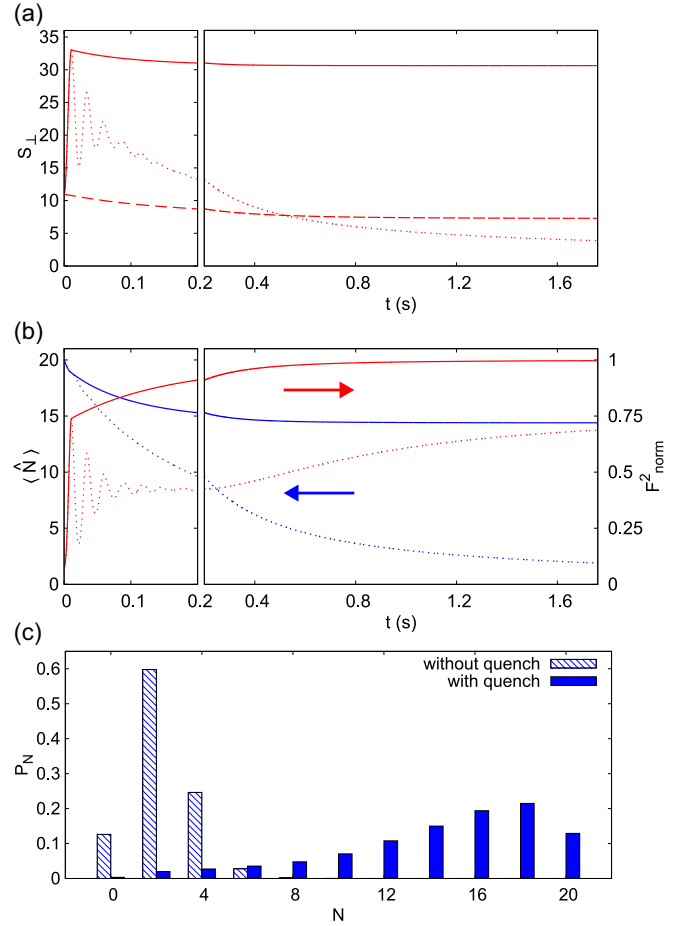 (a)
35
30
25
20
15
10
5
0
S⊥
0 0.1 0.2 0.4 0.8 1.2 1.6
t (s)
(b)
20
15
10
5
0
⟨ N̂ ⟩
1
0.75
0.5
0.25
0
F²norm
0 0.1 0.2 0.4 0.8 1.2 1.6
t (s)
(c)
0.6
0.5
0.4
0.3
0.2
0.1
0
P_N
without quench
with quench
0 4 8 12 16 20
N